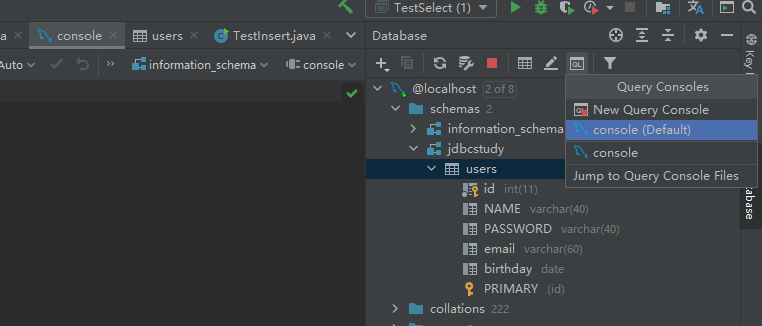 TestSelect (1)
console
users
TestInsert.java
Database
Auto
information_schema
console
QL
@localhost 2 of 8
schemas 2
information_schema
jdbcstudy
users
id int(11)
NAME varchar(40)
PASSWORD varchar(40)
email varchar(60)
birthday date
PRIMARY (id)
collations 222
Query Consoles
New Query Console
console (Default)
console
Jump to Query Console Files